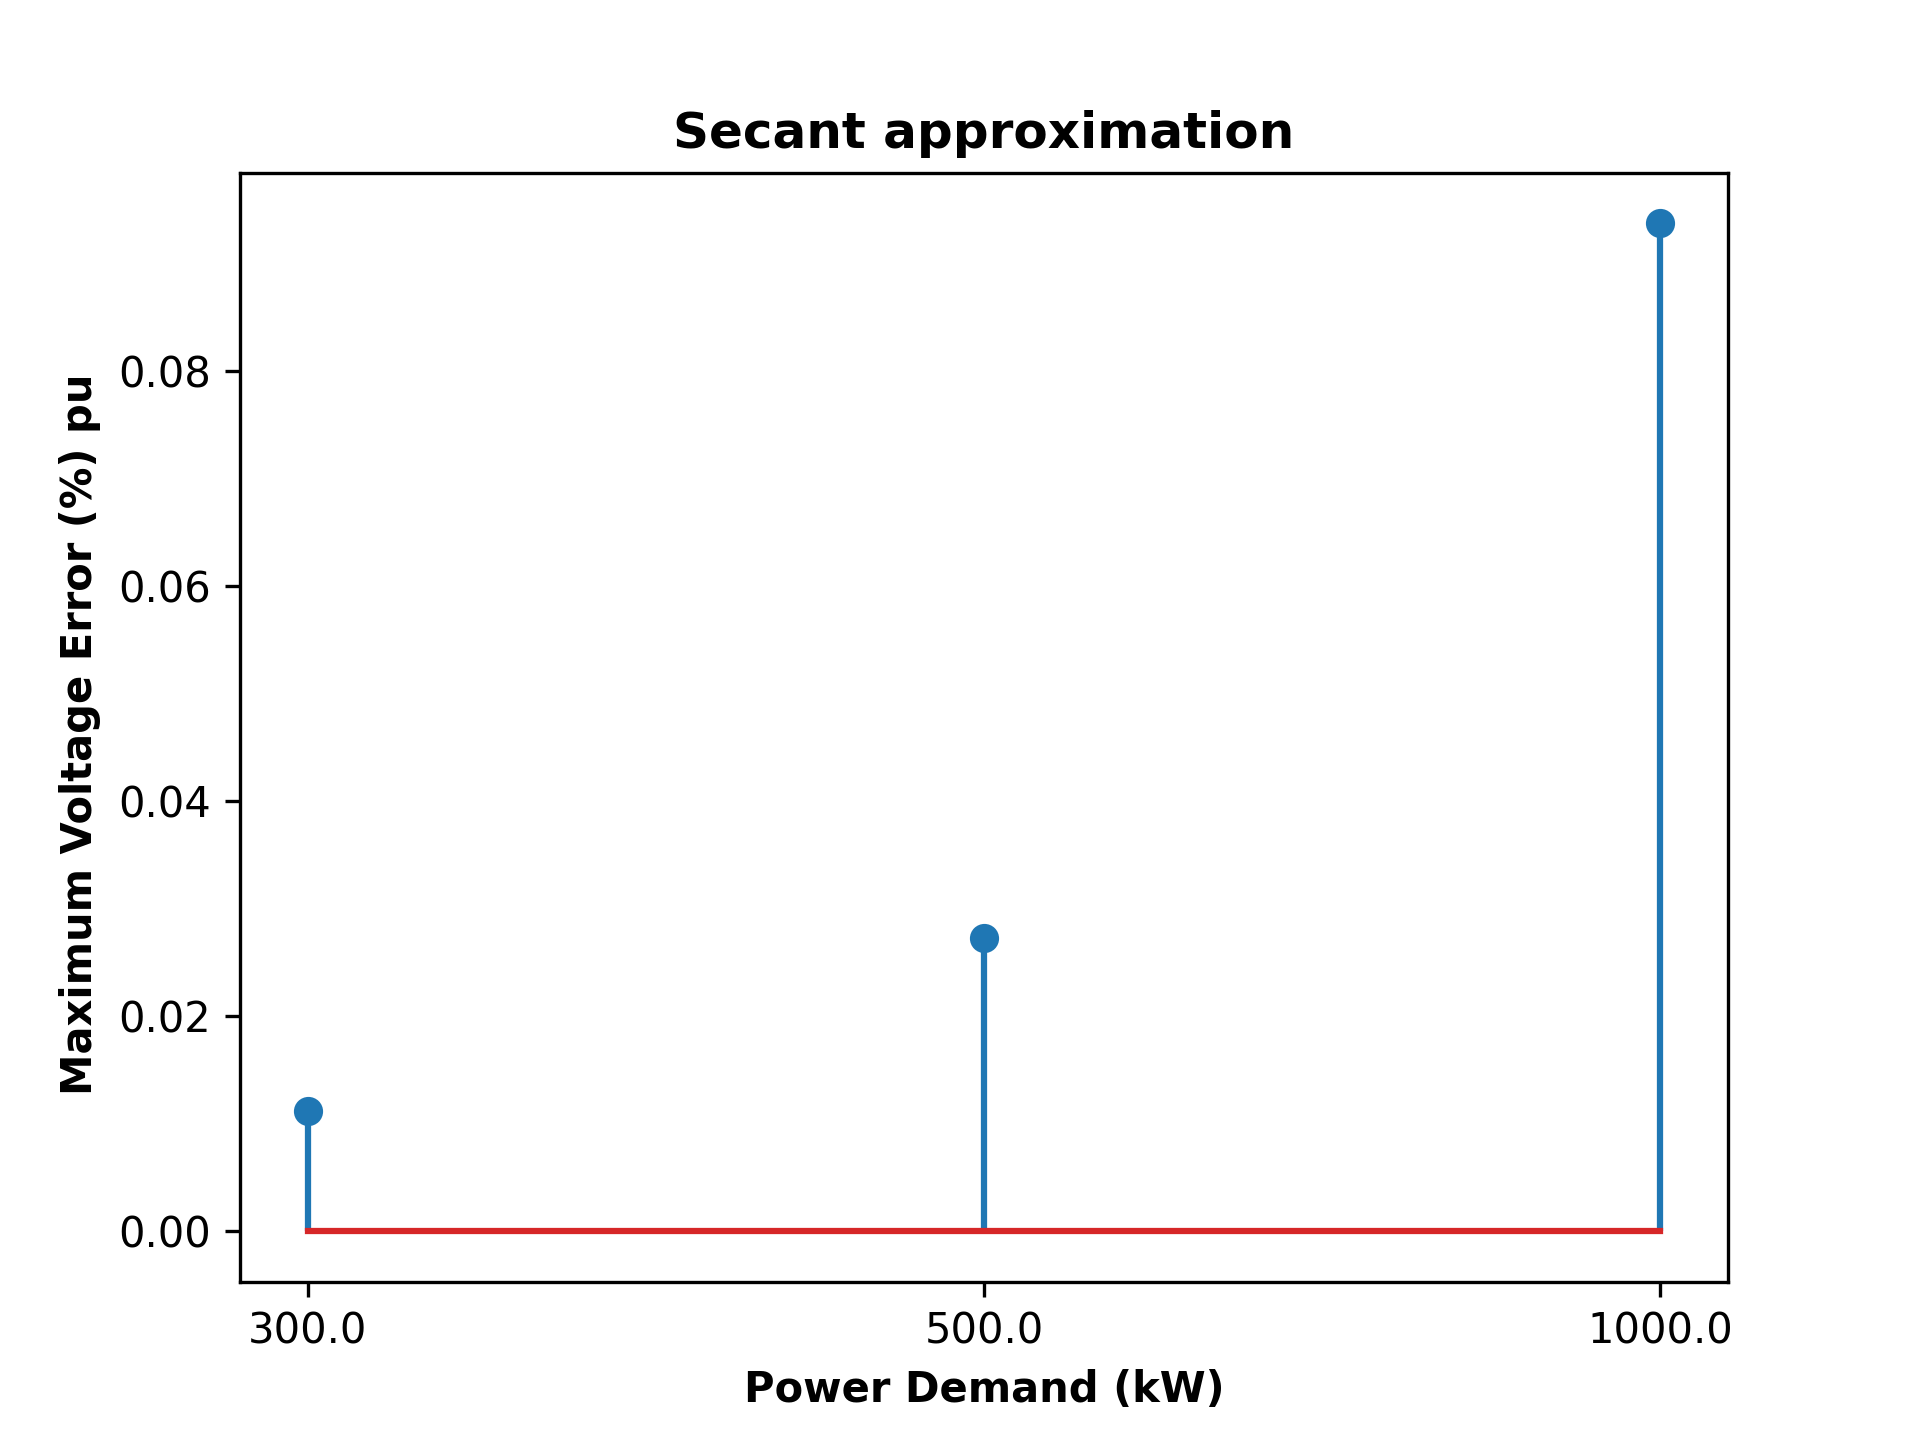 Secant approximation
Maximum Voltage Error (%) pu
0.08
0.06
0.04
0.02
0.00
300.0
500.0
1000.0
Power Demand (kW)